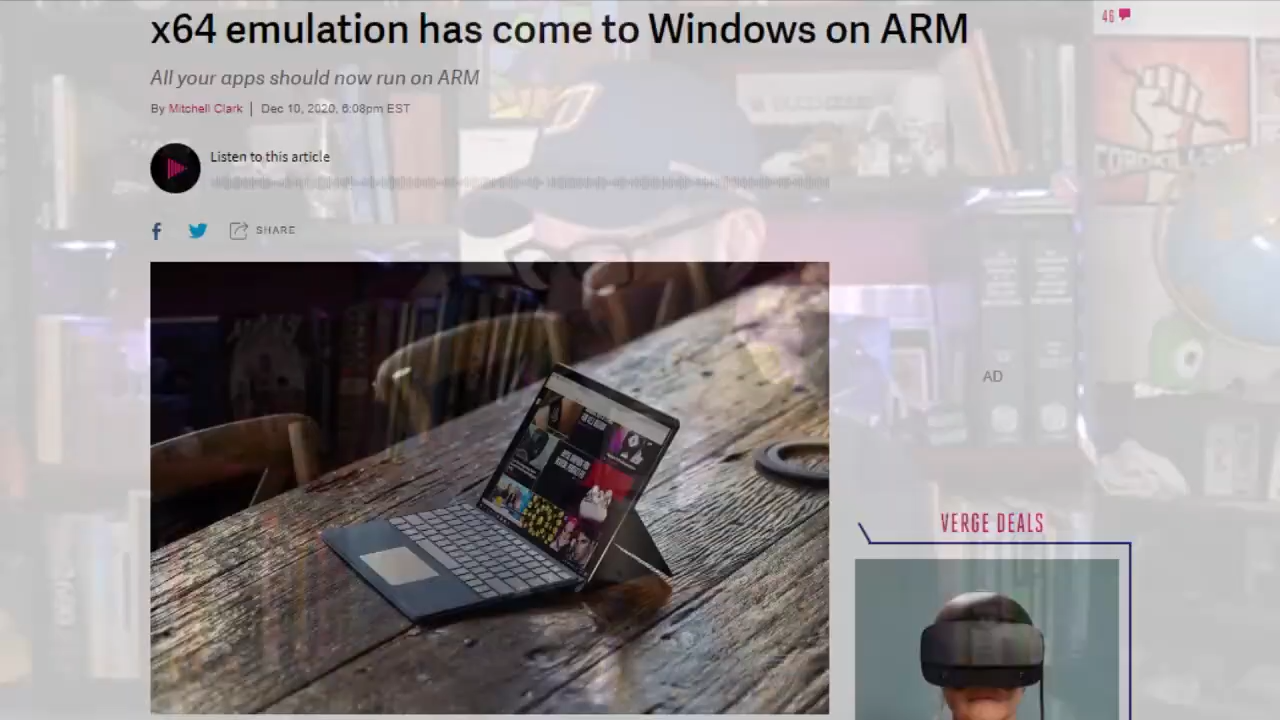 x64 emulation has come to Windows on ARM
46
All your apps should now run on ARM
By Mitchell Clark | Dec 10, 2020, 6:08pm EST
Listen to this article
SHARE
AD
VERGE DEALS